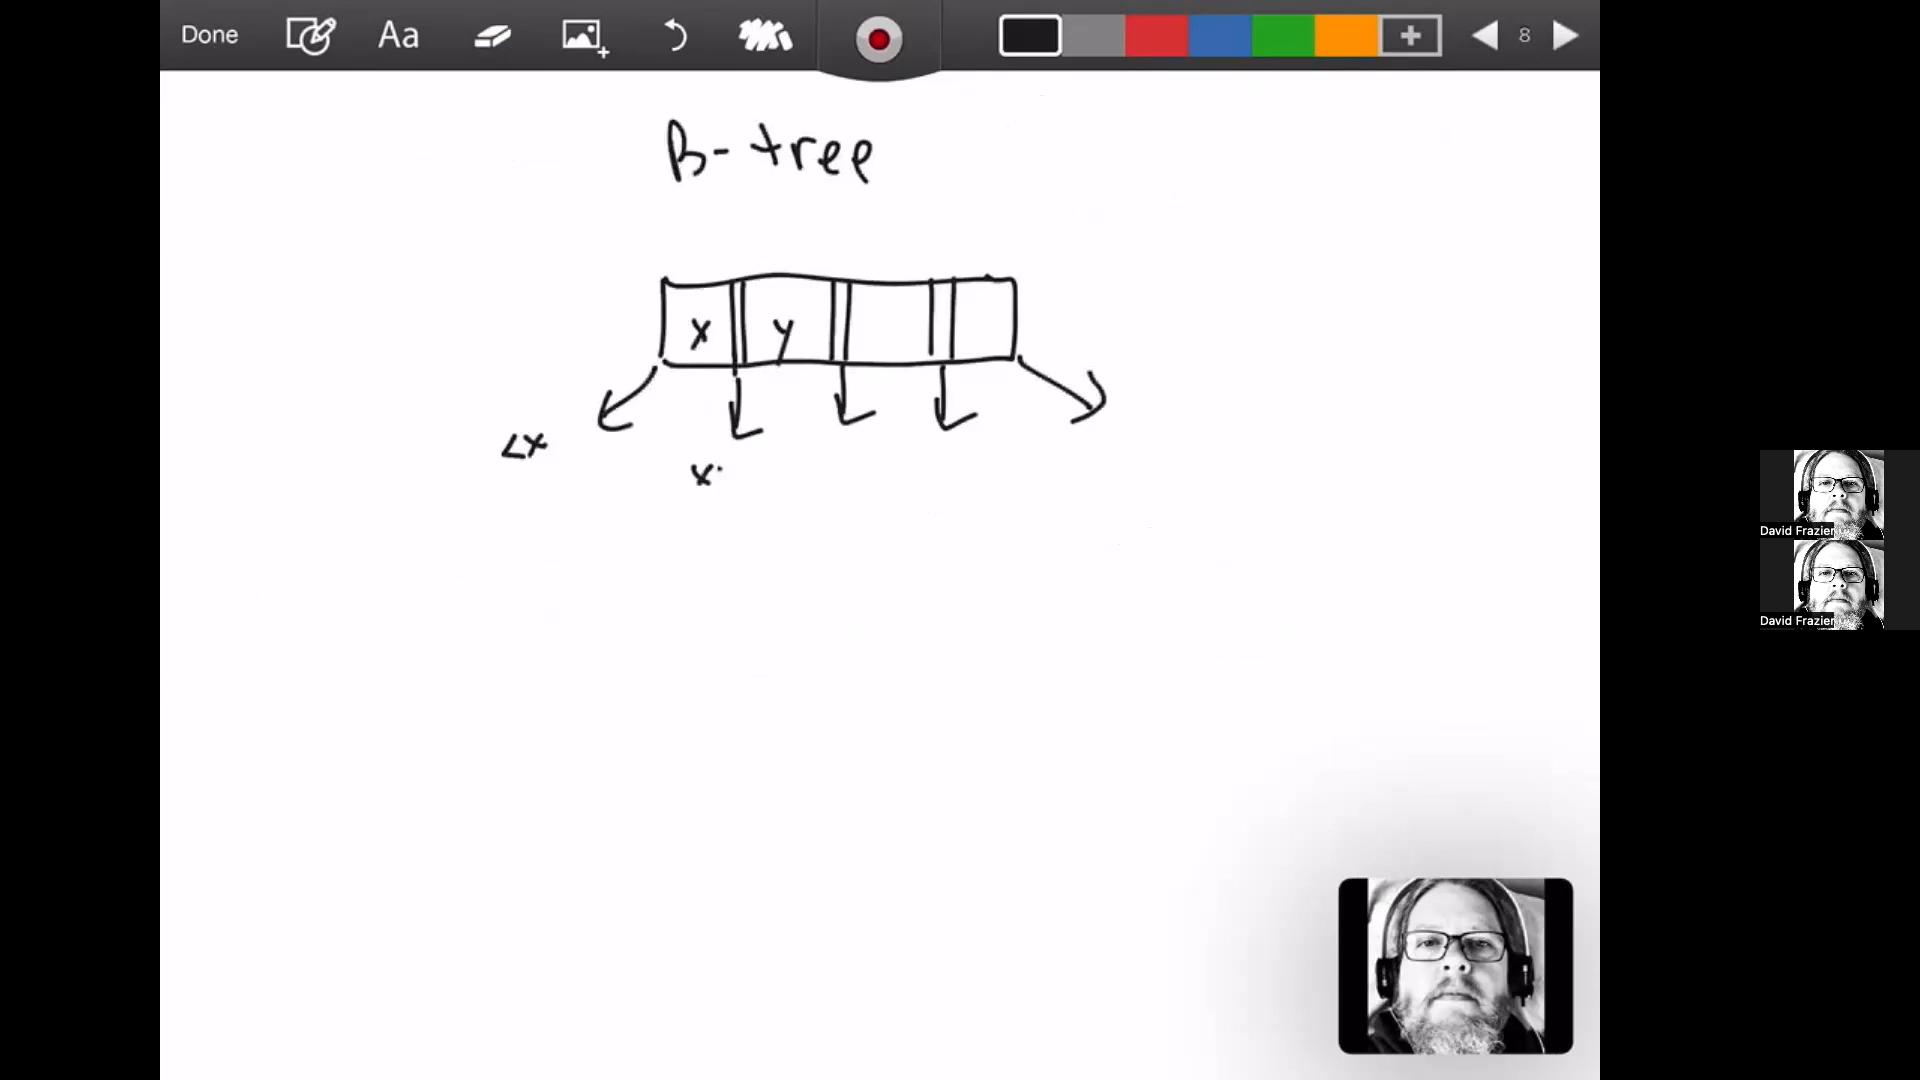 Done Aa 8
B-tree
x y
<x
x
David Frazier
David Frazier